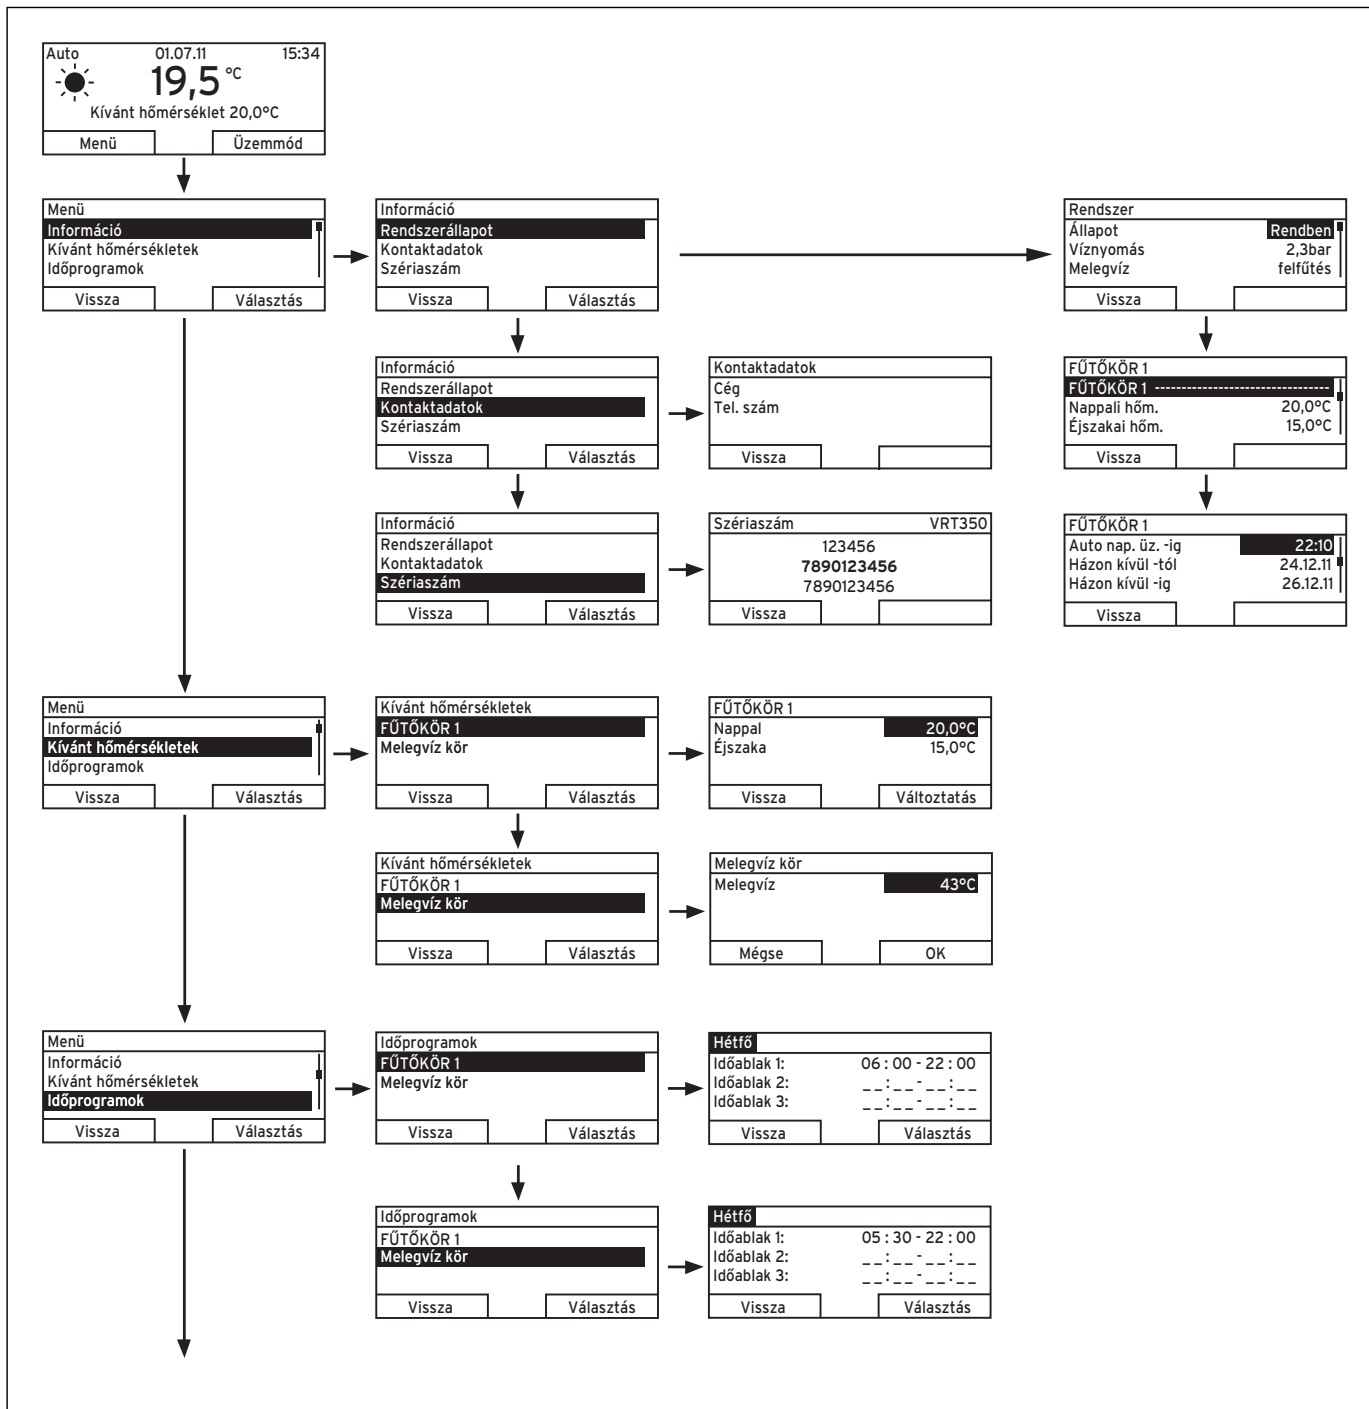 Auto 01.07.11 15:34
19,5 °C
Kívánt hőmérséklet 20,0°C
Menü Üzemmód
Menü
Információ
Kívánt hőmérsékletek
Időprogramok
Vissza Választás
Információ
Rendszerállapot
Kontaktadatok
Szériaszám
Vissza Választás
Rendszer
Állapot Rendben
Víznyomás 2,3bar
Melegvíz felfűtés
Vissza
Információ
Rendszerállapot
Kontaktadatok
Szériaszám
Vissza Választás
Kontaktadatok
Cég
Tel. szám
Vissza
FŰTŐKÖR 1
FŰTŐKÖR 1 --------------------------------
Nappali hőm. 20,0°C
Éjszakai hőm. 15,0°C
Vissza
Információ
Rendszerállapot
Kontaktadatok
Szériaszám
Vissza Választás
Szériaszám VRT350
123456
7890123456
7890123456
Vissza
FŰTŐKÖR 1
Auto nap. üz. -ig 22:10
Házon kívül -tól 24.12.11
Házon kívül -ig 26.12.11
Vissza
Menü
Információ
Kívánt hőmérsékletek
Időprogramok
Vissza Választás
Kívánt hőmérsékletek
FŰTŐKÖR 1
Melegvíz kör
Vissza Választás
FŰTŐKÖR 1
Nappal 20,0°C
Éjszaka 15,0°C
Vissza Változtatás
Kívánt hőmérsékletek
FŰTŐKÖR 1
Melegvíz kör
Vissza Választás
Melegvíz kör
Melegvíz 43°C
Mégse OK
Menü
Információ
Kívánt hőmérsékletek
Időprogramok
Vissza Választás
Időprogramok
FŰTŐKÖR 1
Melegvíz kör
Vissza Választás
Hétfő
Időablak 1: 06 : 00 - 22 : 00
Időablak 2: _ _ : _ _ - _ _ : _ _
Időablak 3: _ _ : _ _ - _ _ : _ _
Vissza Választás
Időprogramok
FŰTŐKÖR 1
Melegvíz kör
Vissza Választás
Hétfő
Időablak 1: 05 : 30 - 22 : 00
Időablak 2: _ _ : _ _ - _ _ : _ _
Időablak 3: _ _ : _ _ - _ _ : _ _
Vissza Választás